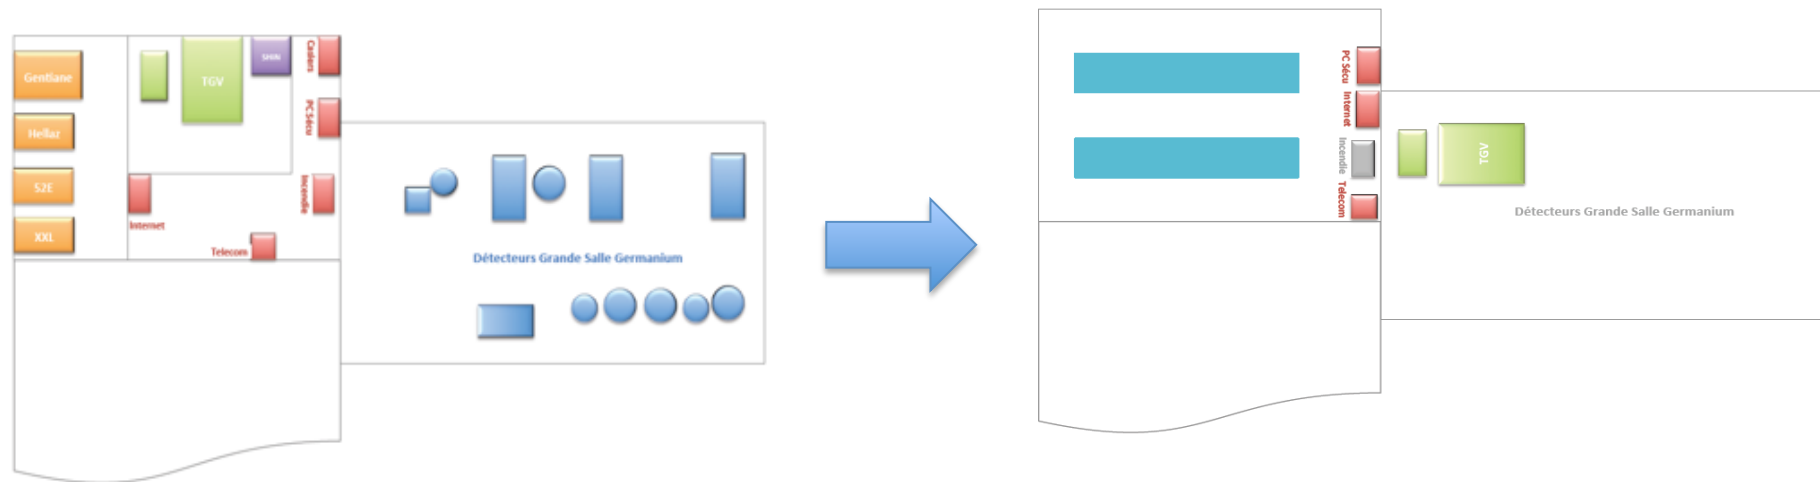 Gentiane
Hellaz
S2E
XXL
TGV
SHIN
Casiers
PC Sécu
Incendie
Internet
Telecom
Détecteurs Grande Salle Germanium
PC Sécu
Internet
Incendie
Telecom
TGV
Détecteurs Grande Salle Germanium